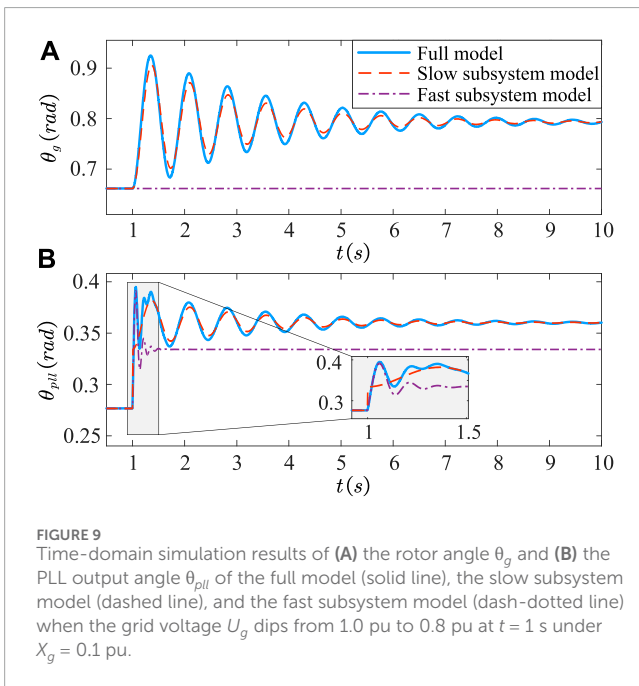 A
0.9
0.8
0.7
θg (rad)
Full model
Slow subsystem model
Fast subsystem model
1 2 3 4 5 6 7 8 9 10
t(s)
B
0.4
0.35
0.3
0.25
θpll (rad)
0.4
0.3
1 1.5
1 2 3 4 5 6 7 8 9 10
t(s)
FIGURE 9
Time-domain simulation results of (A) the rotor angle θg and (B) the
PLL output angle θpll of the full model (solid line), the slow subsystem
model (dashed line), and the fast subsystem model (dash-dotted line)
when the grid voltage Ug dips from 1.0 pu to 0.8 pu at t = 1 s under
Xg = 0.1 pu.